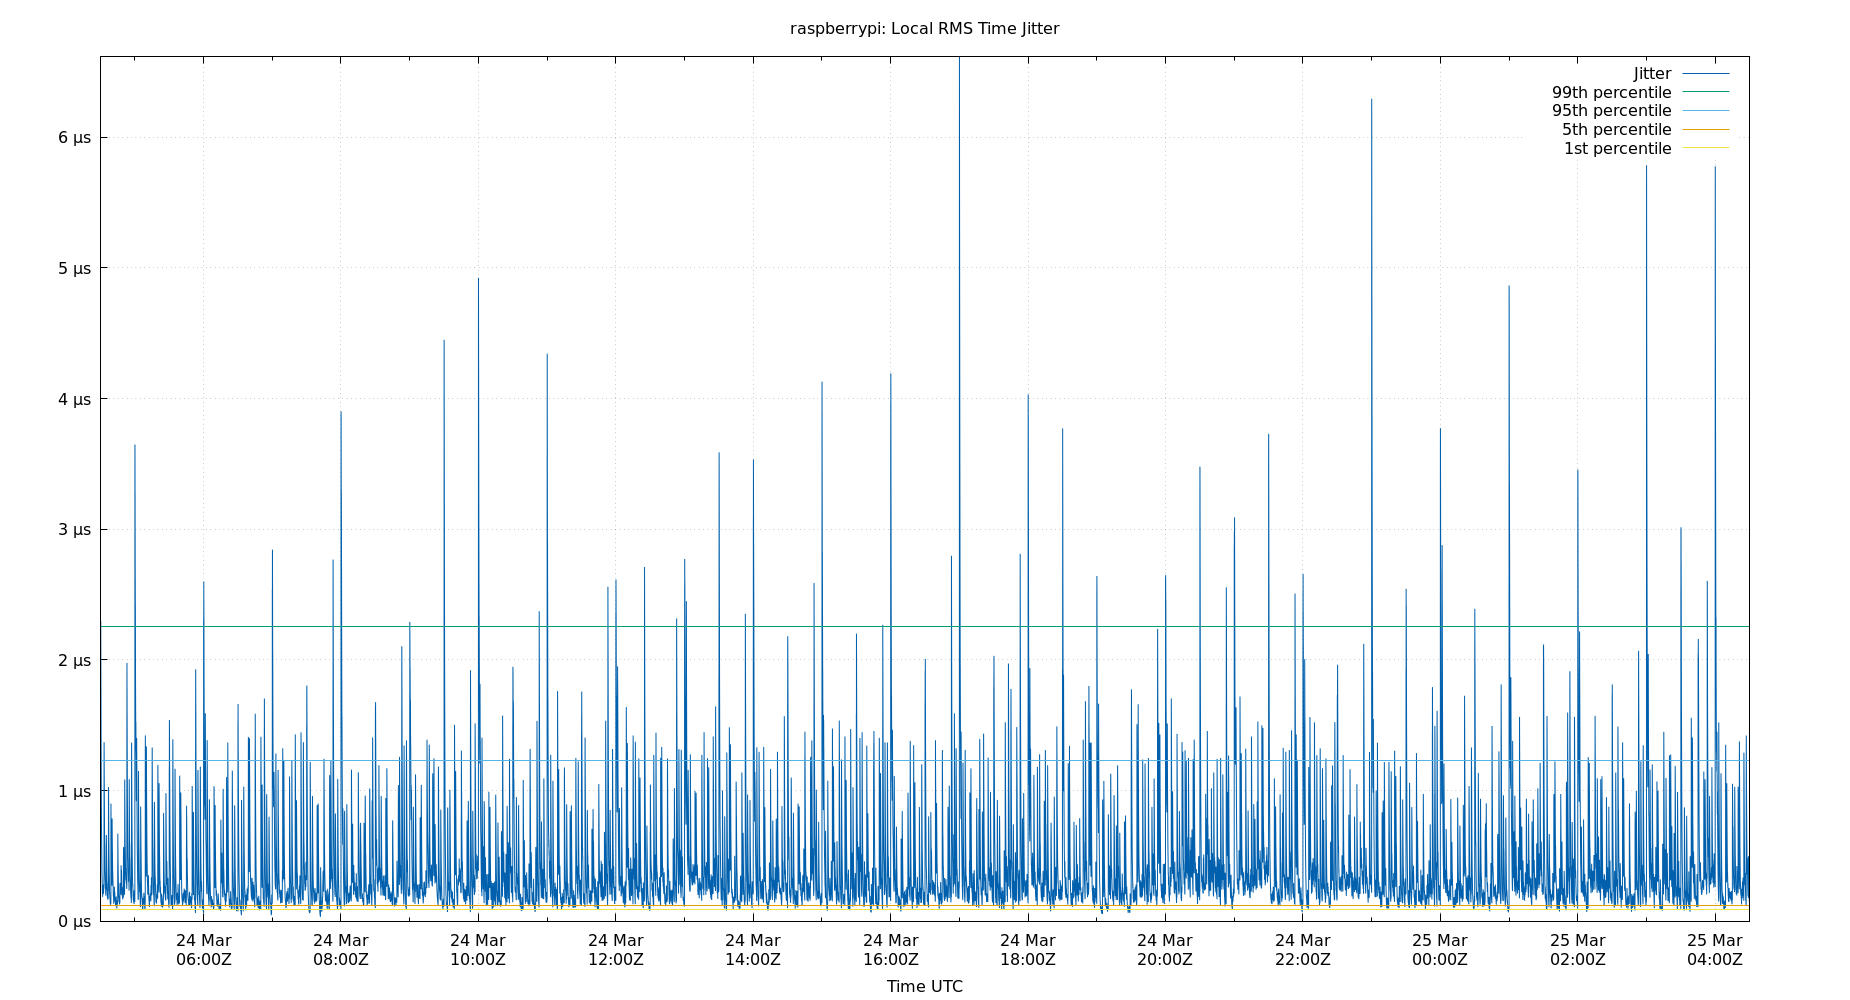 raspberrypi: Local RMS Time Jitter
Jitter
99th percentile
95th percentile
5th percentile
1st percentile
6 µs
5 µs
4 µs
3 µs
2 µs
1 µs
0 µs
24 Mar 24 Mar 24 Mar 24 Mar 24 Mar 24 Mar 24 Mar 24 Mar 24 Mar 25 Mar 25 Mar 25 Mar
06:00Z 08:00Z 10:00Z 12:00Z 14:00Z 16:00Z 18:00Z 20:00Z 22:00Z 00:00Z 02:00Z 04:00Z
Time UTC